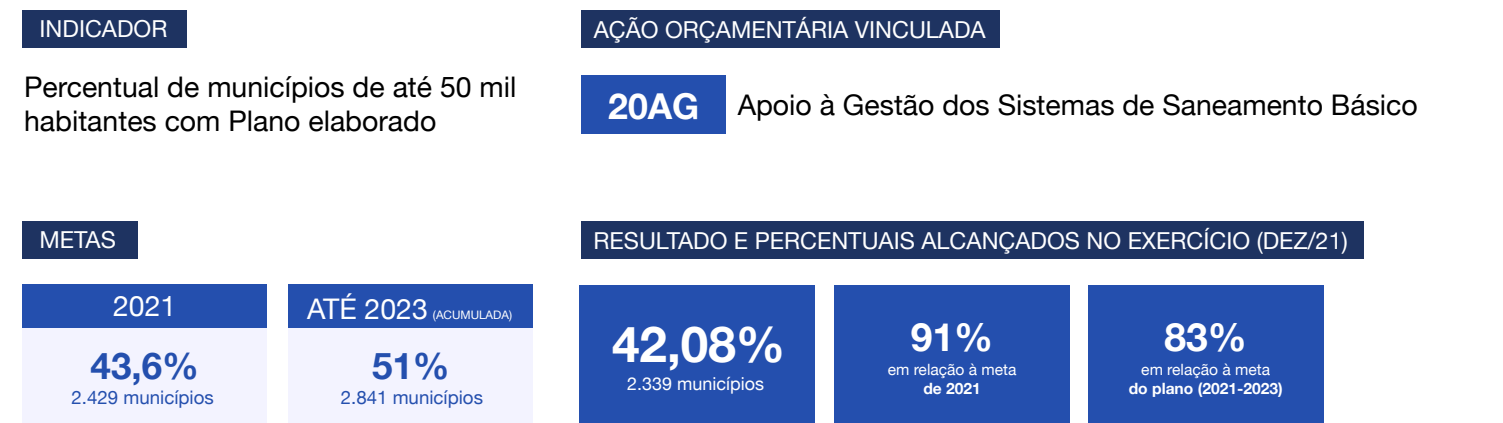 INDICADOR
Percentual de municípios de até 50 mil
habitantes com Plano elaborado
AÇÃO ORÇAMENTÁRIA VINCULADA
20AG Apoio à Gestão dos Sistemas de Saneamento Básico
METAS
2021
43,6%
2.429 municípios
ATÉ 2023 (ACUMULADA)
51%
2.841 municípios
RESULTADO E PERCENTUAIS ALCANÇADOS NO EXERCÍCIO (DEZ/21)
42,08%
2.339 municípios
91%
em relação à meta
de 2021
83%
em relação à meta
do plano (2021-2023)